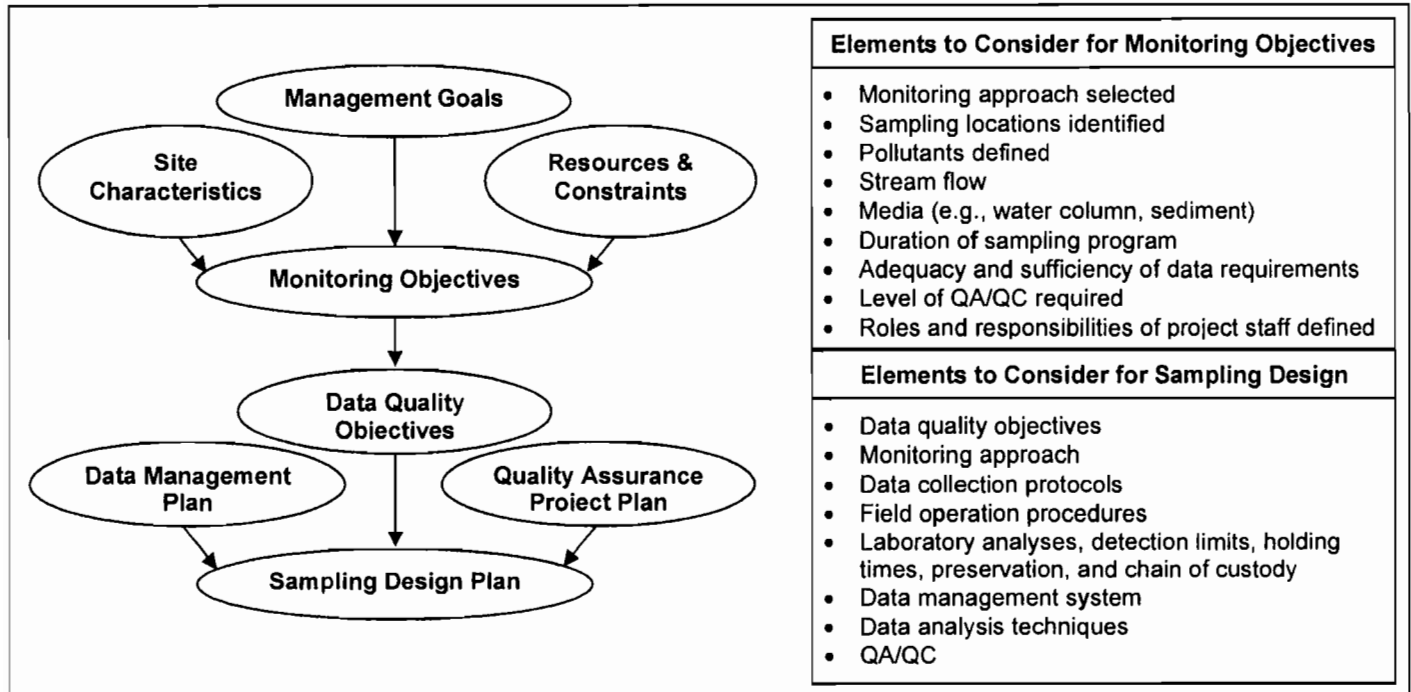 Management Goals
Site
Characteristics
Resources &
Constraints
Monitoring Objectives
Data Quality
Objectives
Data Management
Plan
Quality Assurance
Project Plan
Sampling Design Plan
Elements to Consider for Monitoring Objectives
• Monitoring approach selected
• Sampling locations identified
• Pollutants defined
• Stream flow
• Media (e.g., water column, sediment)
• Duration of sampling program
• Adequacy and sufficiency of data requirements
• Level of QA/QC required
• Roles and responsibilities of project staff defined
Elements to Consider for Sampling Design
• Data quality objectives
• Monitoring approach
• Data collection protocols
• Field operation procedures
• Laboratory analyses, detection limits, holding
times, preservation, and chain of custody
• Data management system
• Data analysis techniques
• QA/QC